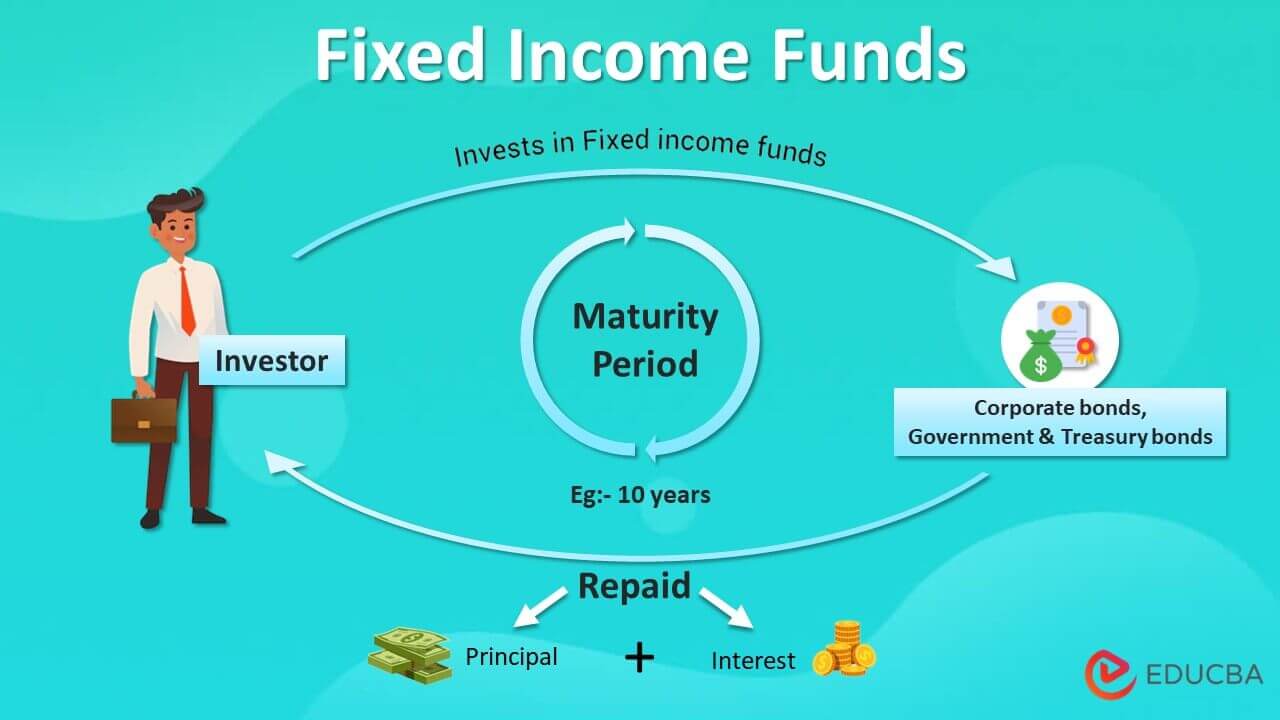 Fixed Income Funds
Invests in Fixed income funds
Maturity
Period
Investor
$
Corporate bonds,
Government & Treasury bonds
Eg:- 10 years
Repaid
Principal
+
Interest
EDUCBA